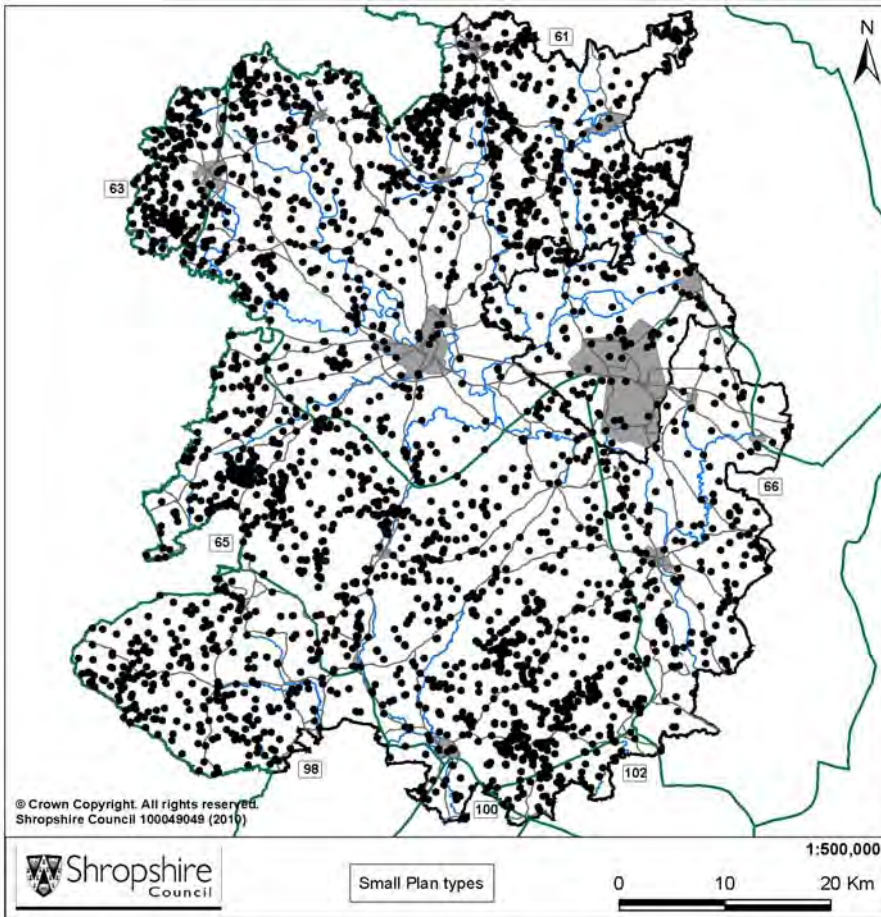 N
61
63
66
65
98
102
100
© Crown Copyright. All rights reserved.
Shropshire Council 100049049 (2010)
Shropshire
Council
Small Plan types
1:500,000
0 10 20 Km